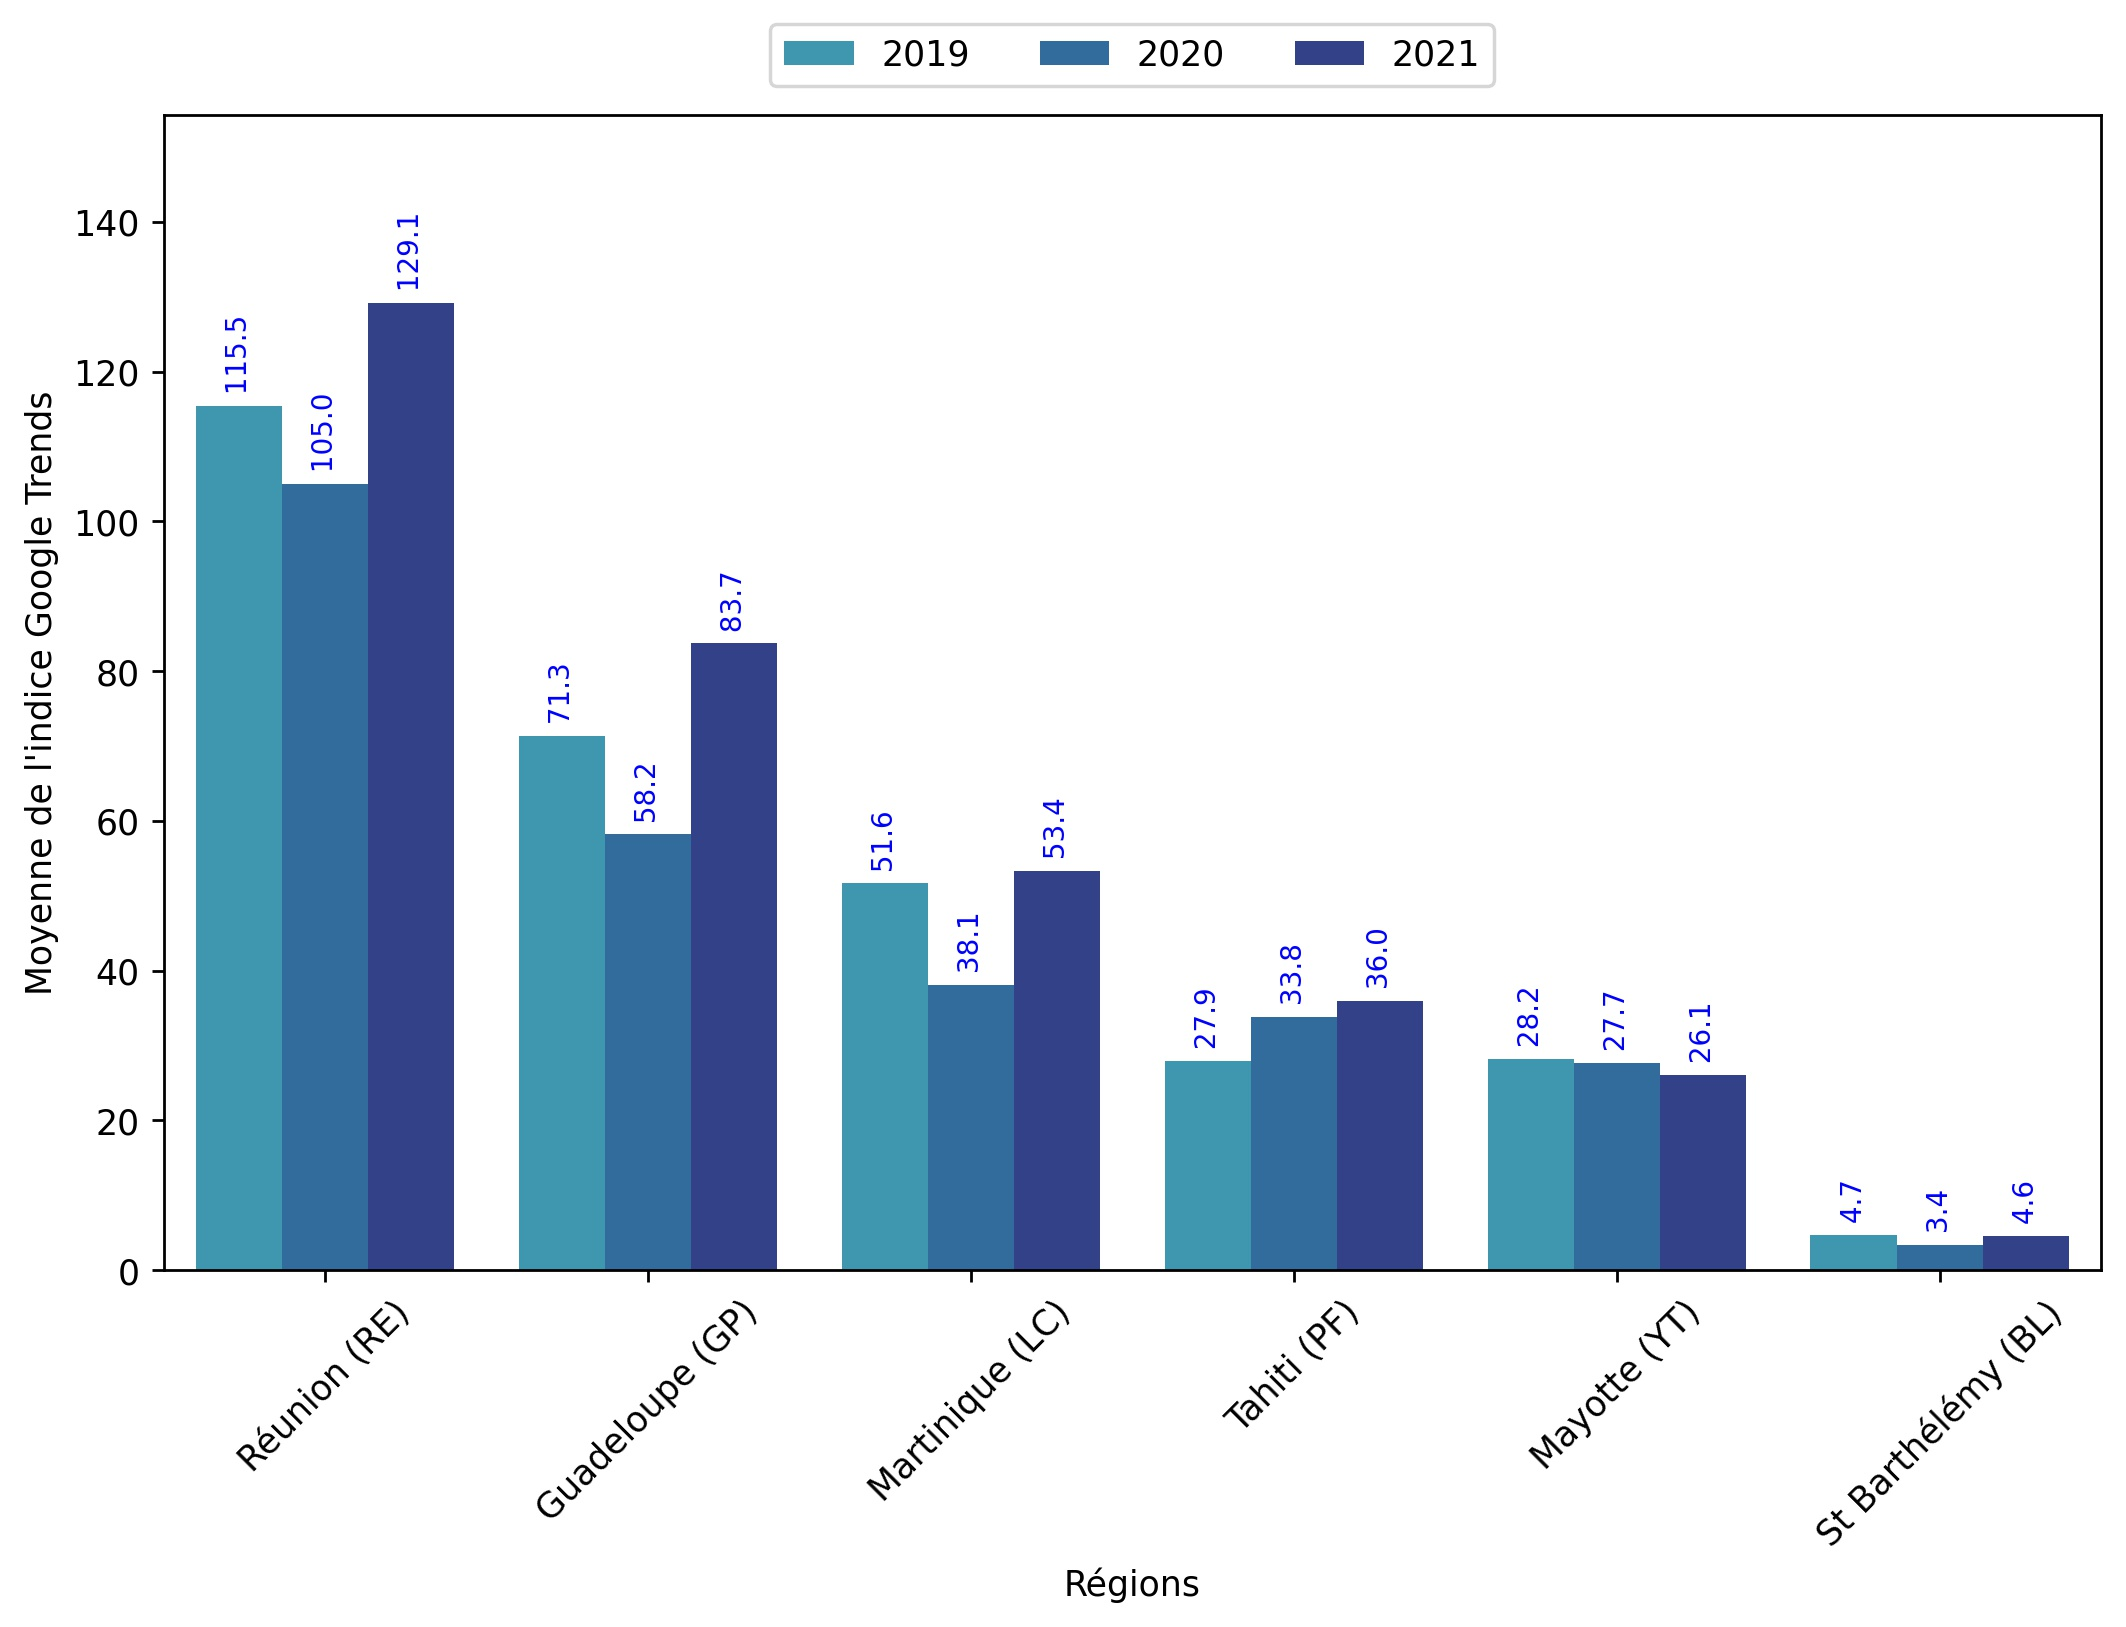 2019 2020 2021
Moyenne de l'indice Google Trends
140
120
100
80
60
40
20
0
115.5 105.0 129.1
71.3 58.2 83.7
51.6 38.1 53.4
27.9 33.8 36.0
28.2 27.7 26.1
4.7 3.4 4.6
Réunion (RE)
Guadeloupe (GP)
Martinique (LC)
Tahiti (PF)
Mayotte (YT)
St Barthélémy (BL)
Régions